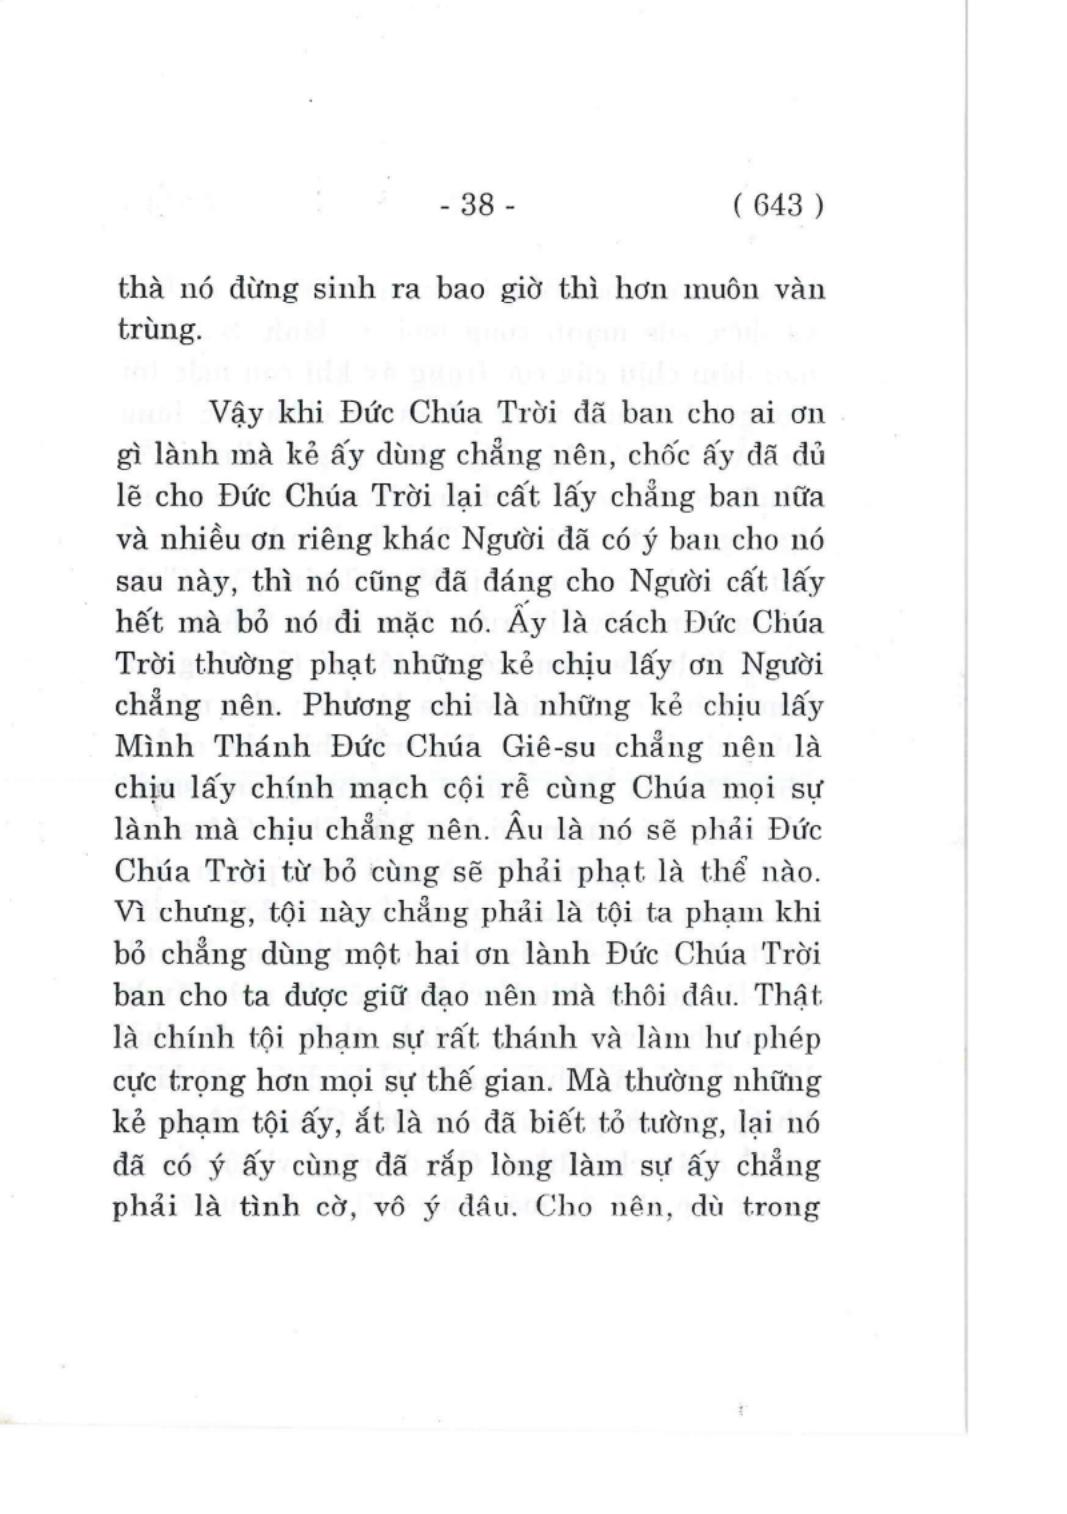 - 38 - ( 643 )
thà nó đừng sinh ra bao giờ thì hơn muôn vàn
trùng.
Vậy khi Đức Chúa Trời đã ban cho ai ơn
gì lành mà kẻ ấy dùng chẳng nên, chốc ấy đã đủ
lẽ cho Đức Chúa Trời lại cất lấy chẳng ban nữa
và nhiều ơn riêng khác Người đã có ý ban cho nó
sau này, thì nó cũng đã đáng cho Người cất lấy
hết mà bỏ nó đi mặc nó. Ấy là cách Đức Chúa
Trời thường phạt những kẻ chịu lấy ơn Người
chẳng nên. Phương chi là những kẻ chịu lấy
Mình Thánh Đức Chúa Giê-su chẳng nên là
chịu lấy chính mạch cội rễ cùng Chúa mọi sự
lành mà chịu chẳng nên. Âu là nó sẽ phải Đức
Chúa Trời từ bỏ cùng sẽ phải phạt là thể nào.
Vì chưng, tội này chẳng phải là tội ta phạm khi
bỏ chẳng dùng một hai ơn lành Đức Chúa Trời
ban cho ta được giữ đạo nên mà thôi đâu. Thật
là chính tội phạm sự rất thánh và làm hư phép
cực trọng hơn mọi sự thế gian. Mà thường những
kẻ phạm tội ấy, ắt là nó đã biết tỏ tường, lại nó
đã có ý ấy cùng đã rắp lòng làm sự ấy chẳng
phải là tình cờ, vô ý đâu. Cho nên, dù trong